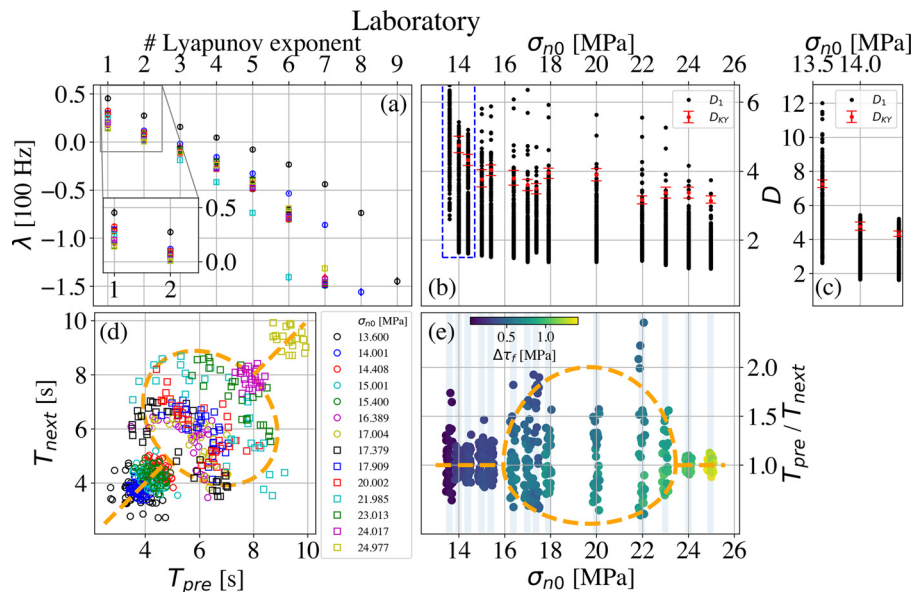 Laboratory
# Lyapunov exponent
1 2 3 4 5 6 7 8 9
σn0 [MPa]
14 16 18 20 22 24 26
σn0 [MPa]
13.5 14.0
λ [100 Hz]
0.5
0.0
−0.5
−1.0
−1.5
(a)
0.5
0.0
1 2
D1
DKY
6
4
2
(b)
D
D1
DKY
12
10
8
6
4
2
(c)
(d)
Tnext [s]
10
8
6
4
4 6 8 10
Tpre [s]
σn0 [MPa]
13.600
14.001
14.408
15.001
15.400
16.389
17.004
17.379
17.909
20.002
21.985
23.013
24.017
24.977
(e)
0.5 1.0
Δτf [MPa]
2.0
1.5
1.0
Tpre / Tnext
14 16 18 20 22 24 26
σn0 [MPa]